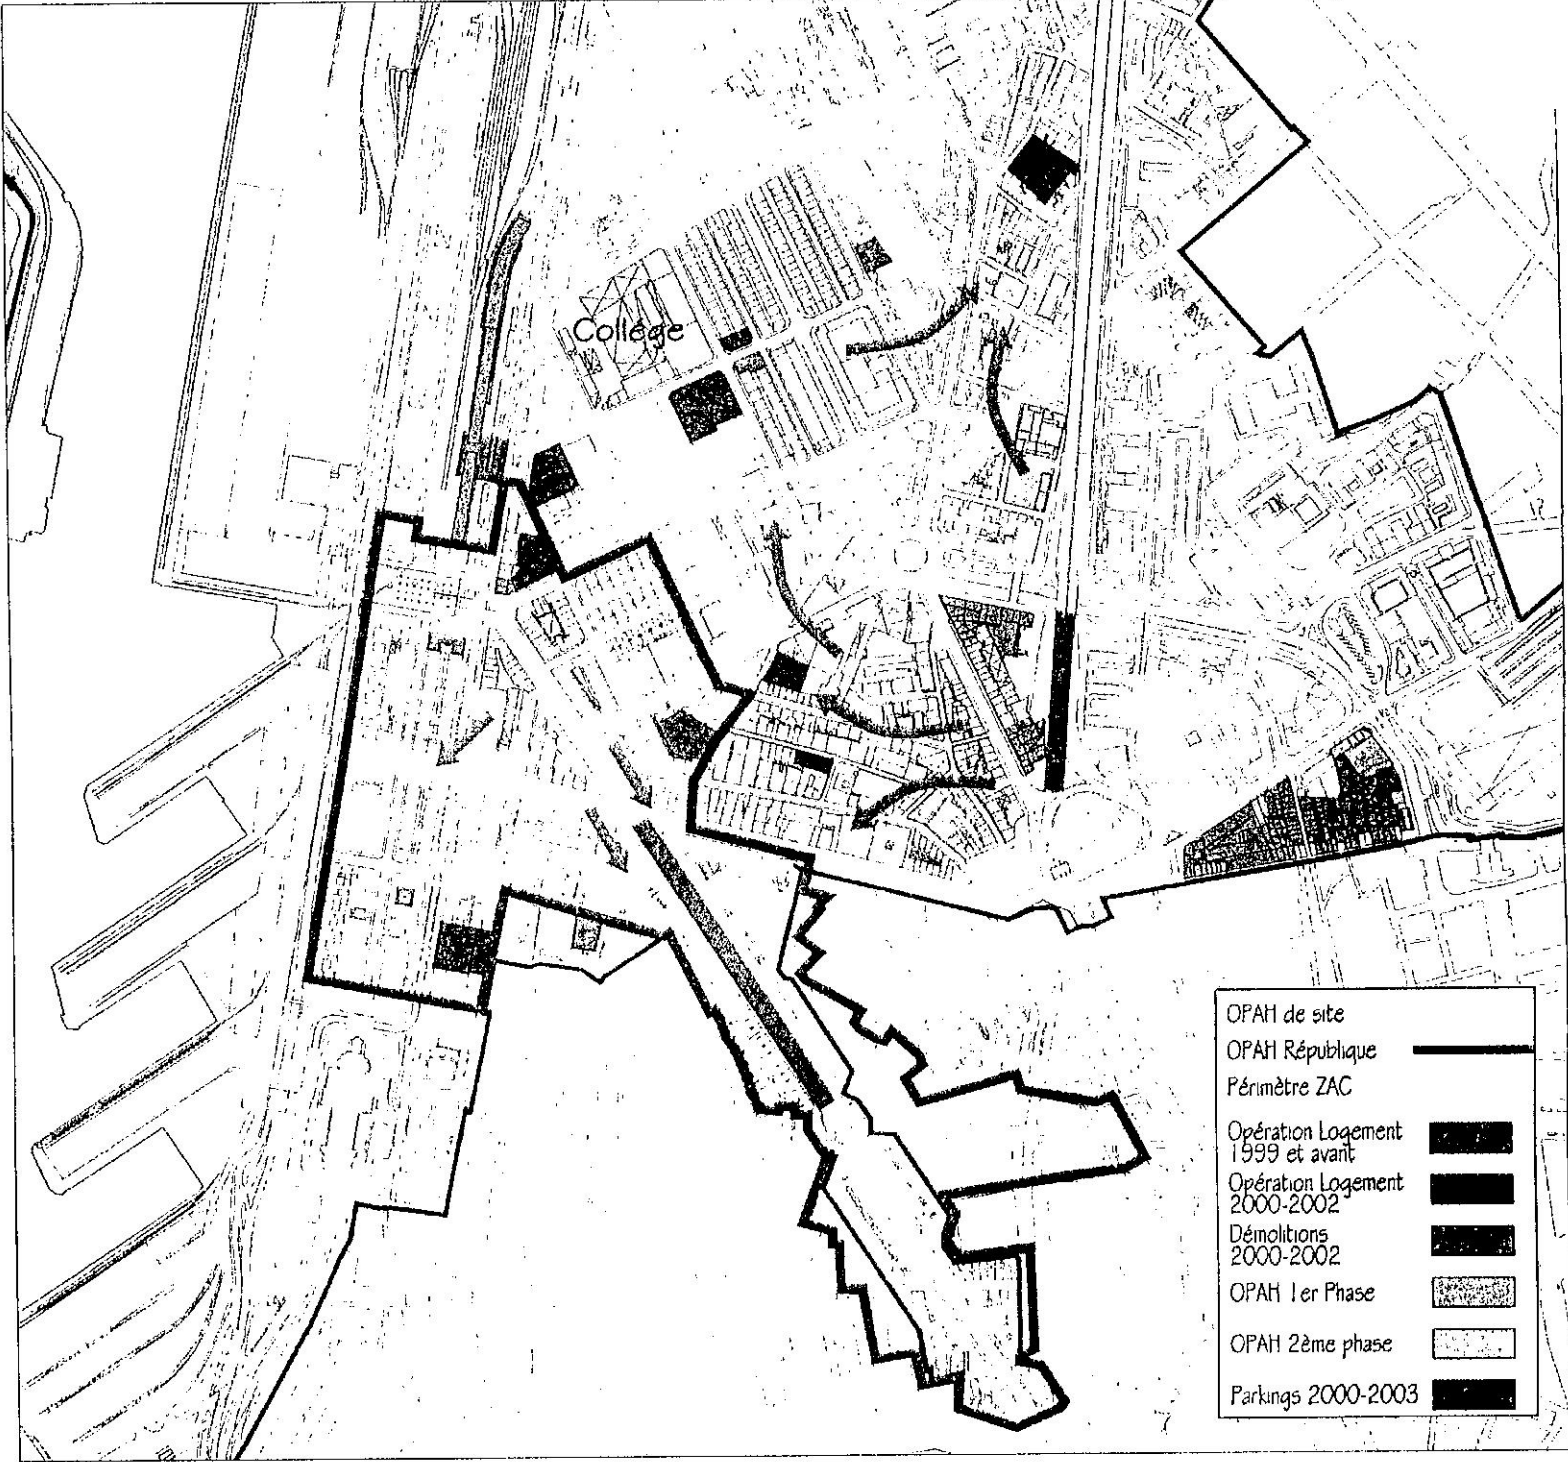 Collége
OPAH de site
OPAH République
Périmètre ZAC
Opération Logement
1999 et avant
Opération Logement
2000-2002
Démolitions
2000-2002
OPAH 1er Phase
OPAH 2ème phase
Parkings 2000-2003